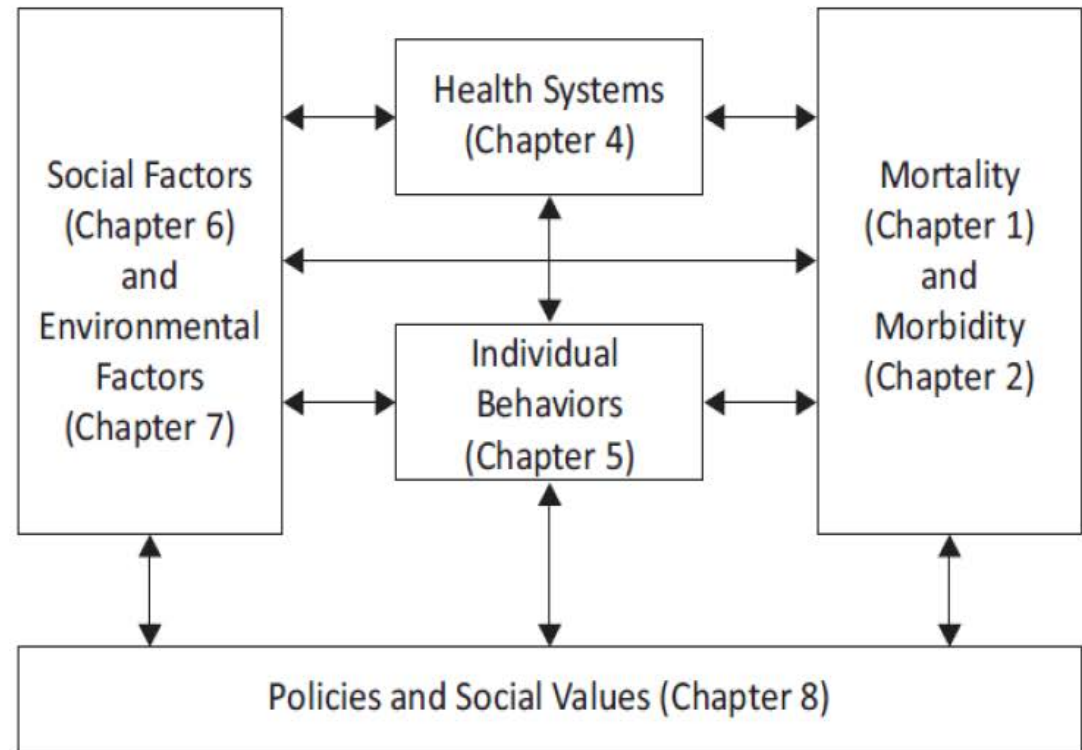 Social Factors
(Chapter 6)
and
Environmental
Factors
(Chapter 7)
Health Systems
(Chapter 4)
Individual
Behaviors
(Chapter 5)
Mortality
(Chapter 1)
and
Morbidity
(Chapter 2)
Policies and Social Values (Chapter 8)